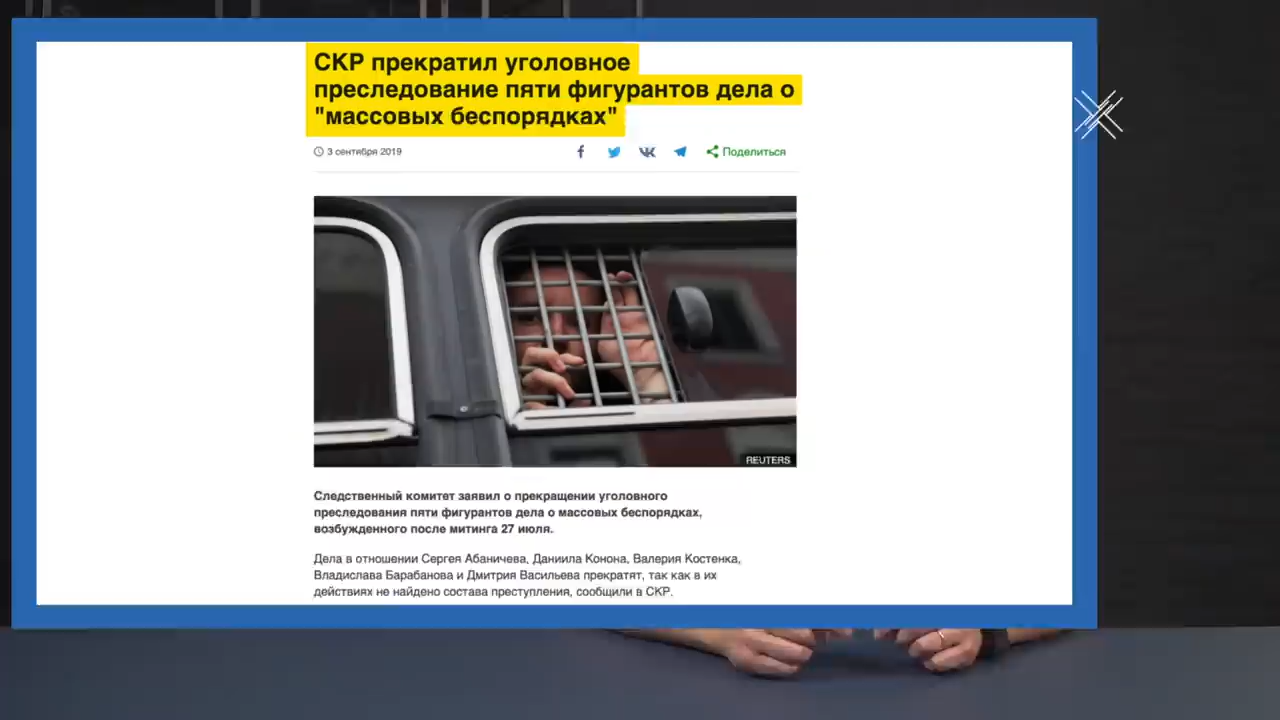 СКР прекратил уголовное
преследование пяти фигурантов дела о
"массовых беспорядках"
3 сентября 2019
Поделиться
REUTERS
Следственный комитет заявил о прекращении уголовного
преследования пяти фигурантов дела о массовых беспорядках,
возбужденного после митинга 27 июля.
Дела в отношении Сергея Абаничева, Даниила Конона, Валерия Костенка,
Владислава Барабанова и Дмитрия Васильева прекратят, так как в их
действиях не найдено состава преступления, сообщили в СКР.